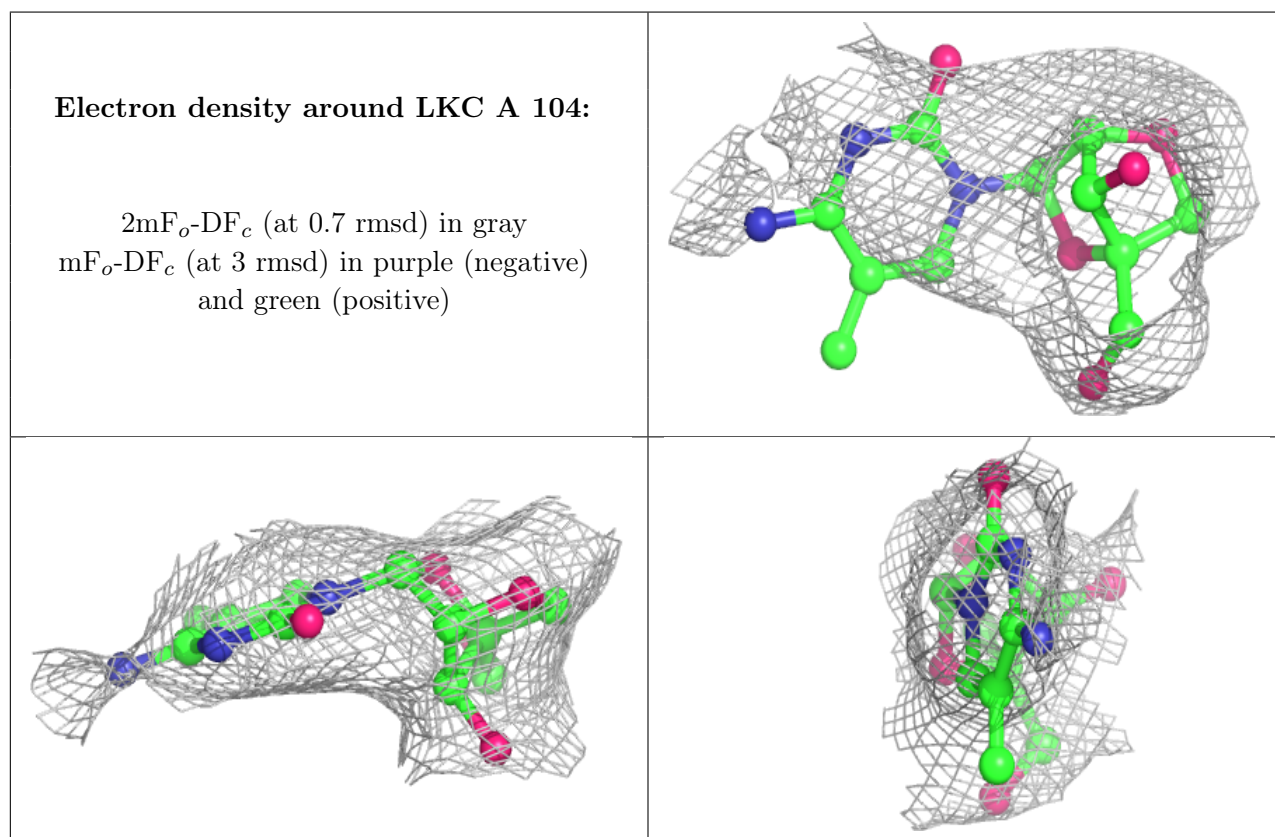 Electron density around LKC A 104:
2mFo-DFc (at 0.7 rmsd) in gray
mFo-DFc (at 3 rmsd) in purple (negative)
and green (positive)